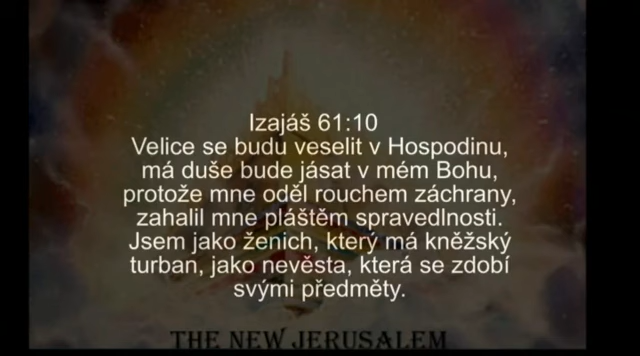 Izajáš 61:10
Velice se budu veselit v Hospodinu,
má duše bude jásat v mém Bohu,
protože mne oděl rouchem záchrany,
zahalil mne pláštěm spravedlnosti.
Jsem jako ženich, který má kněžský
turban, jako nevěsta, která se zdobí
svými předměty.
THE NEW JERUSALEM